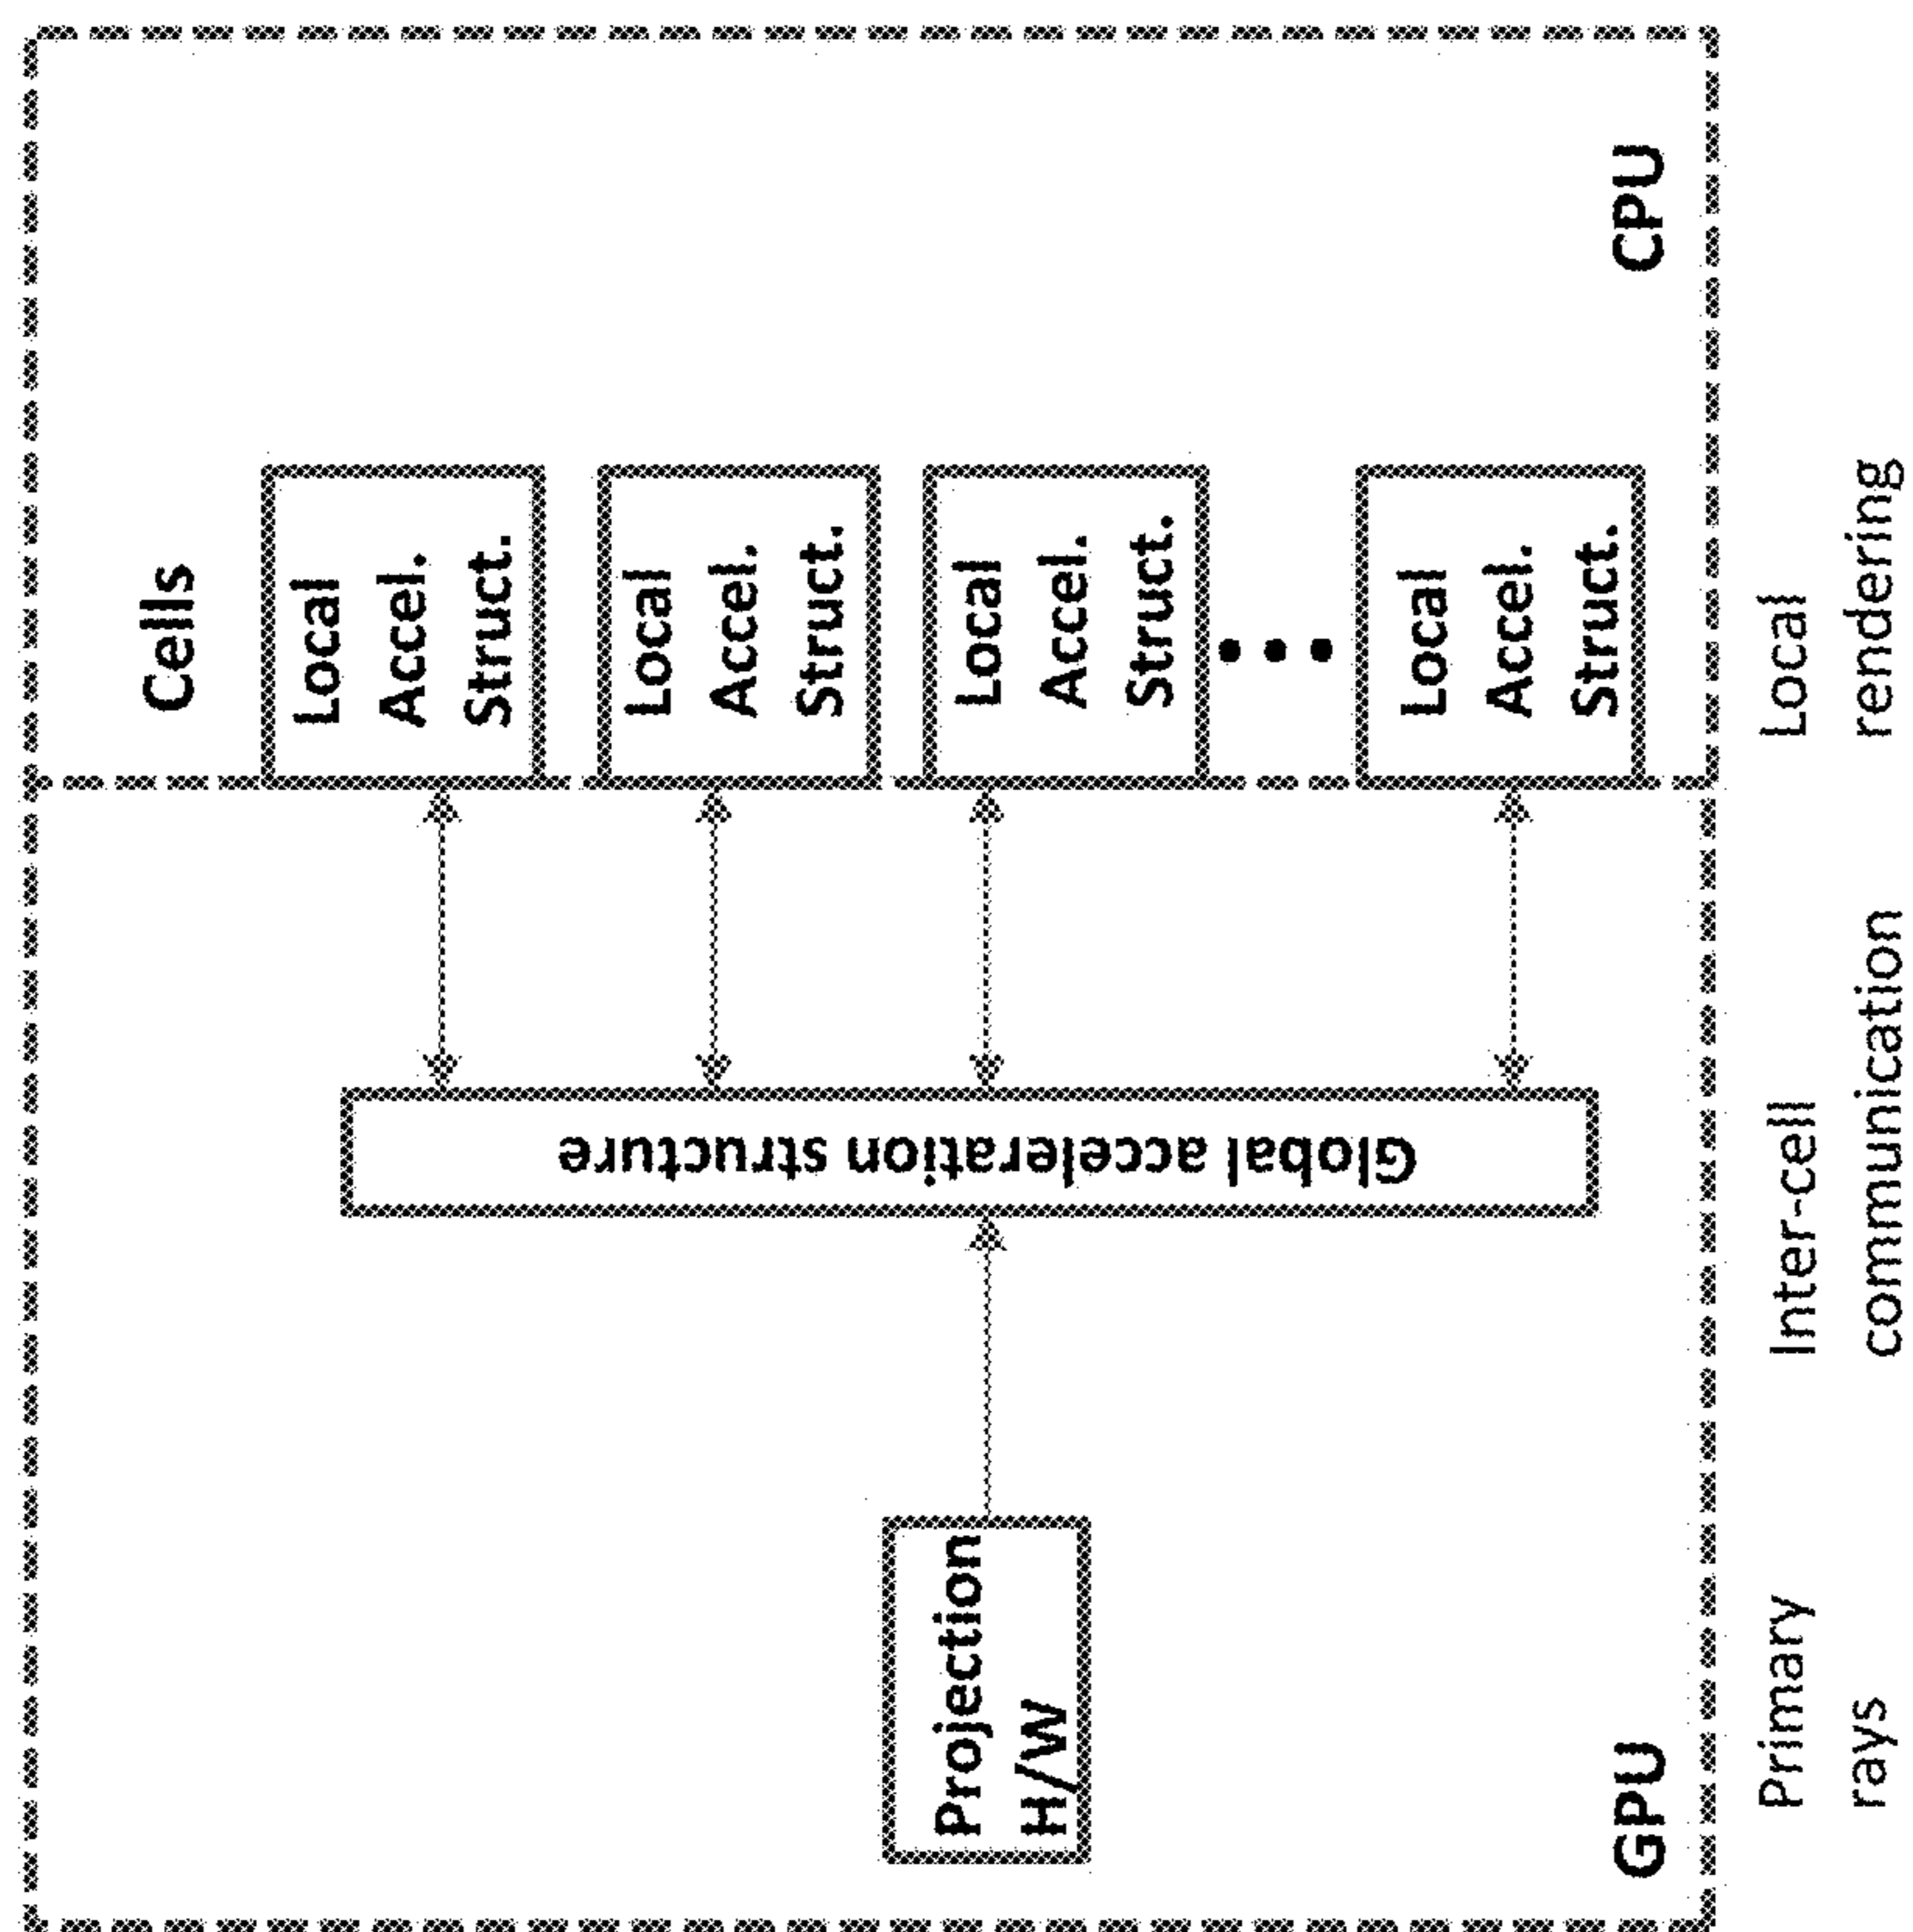 Cells
Projection
H/W
Global acceleration structure
Local
Accel.
Struct.
Local
Accel.
Struct.
Local
Accel.
Struct.
Local
Accel.
Struct.
GPU
CPU
Primary
rays
Inter-cell
communication
Local
rendering